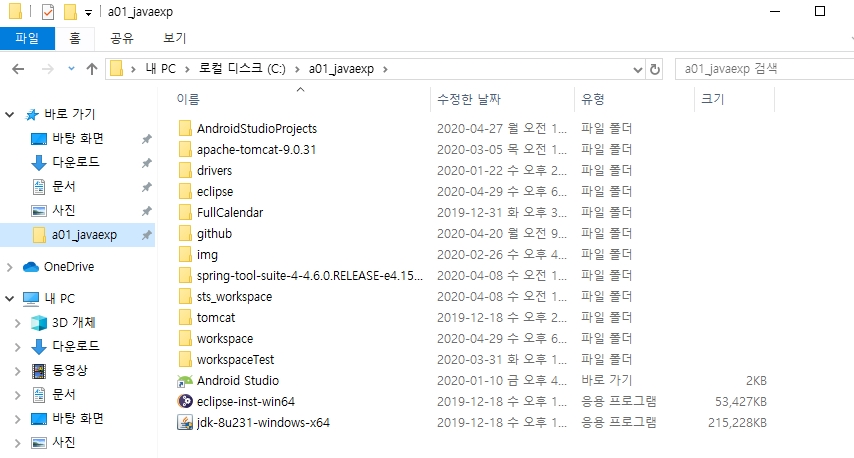 a01_javaexp
파일 홈 공유 보기
내 PC 로컬 디스크 (C:) a01_javaexp a01_javaexp 검색
이름 수정한 날짜 유형 크기
바로 가기
바탕 화면
다운로드
문서
사진
a01_javaexp
OneDrive
내 PC
3D 개체
다운로드
동영상
문서
바탕 화면
사진
AndroidStudioProjects 2020-04-27 월 오전 1... 파일 폴더
apache-tomcat-9.0.31 2020-03-05 목 오전 1... 파일 폴더
drivers 2020-01-22 수 오후 2... 파일 폴더
eclipse 2020-04-29 수 오후 6... 파일 폴더
FullCalendar 2019-12-31 화 오후 3... 파일 폴더
github 2020-04-20 월 오전 9... 파일 폴더
img 2020-02-26 수 오후 4... 파일 폴더
spring-tool-suite-4-4.6.0.RELEASE-e4.15... 2020-04-08 수 오전 1... 파일 폴더
sts_workspace 2020-04-08 수 오전 1... 파일 폴더
tomcat 2019-12-18 수 오후 2... 파일 폴더
workspace 2020-04-29 수 오후 6... 파일 폴더
workspaceTest 2020-03-31 화 오후 1... 파일 폴더
Android Studio 2020-01-10 금 오후 4... 바로 가기 2KB
eclipse-inst-win64 2019-12-18 수 오후 1... 응용 프로그램 53,427KB
jdk-8u231-windows-x64 2019-12-18 수 오후 1... 응용 프로그램 215,228KB